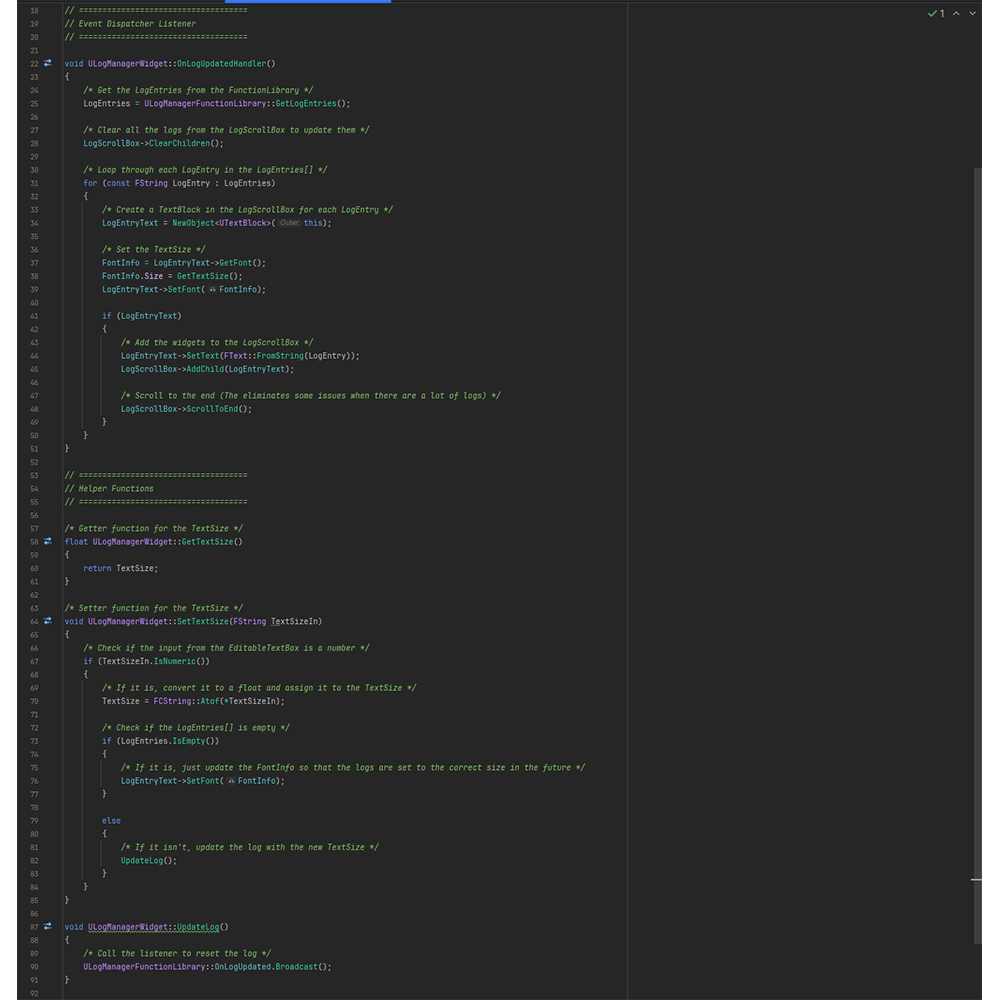 1
18 // ====================================
19 // Event Dispatcher Listener
20 // ====================================
21
22 void ULogManagerWidget::OnLogUpdatedHandler()
23 {
24     /* Get the LogEntries from the FunctionLibrary */
25     LogEntries = ULogManagerFunctionLibrary::GetLogEntries();
26
27     /* Clear all the logs from the LogScrollBox to update them */
28     LogScrollBox->ClearChildren();
29
30     /* Loop through each LogEntry in the LogEntries[] */
31     for (const FString LogEntry : LogEntries)
32     {
33         /* Create a TextBlock in the LogScrollBox for each LogEntry */
34         LogEntryText = NewObject<UTextBlock>( Outer: this);
35
36         /* Set the TextSize */
37         FontInfo = LogEntryText->GetFont();
38         FontInfo.Size = GetTextSize();
39         LogEntryText->SetFont( FontInfo);
40
41         if (LogEntryText)
42         {
43             /* Add the widgets to the LogScrollBox */
44             LogEntryText->SetText(FText::FromString(LogEntry));
45             LogScrollBox->AddChild(LogEntryText);
46
47             /* Scroll to the end (The eliminates some issues when there are a lot of logs) */
48             LogScrollBox->ScrollToEnd();
49         }
50     }
51 }
52
53 // ====================================
54 // Helper Functions
55 // ====================================
56
57 /* Getter function for the TextSize */
58 float ULogManagerWidget::GetTextSize()
59 {
60     return TextSize;
61 }
62
63 /* Setter function for the TextSize */
64 void ULogManagerWidget::SetTextSize(FString TextSizeIn)
65 {
66     /* Check if the input from the EditableTextBox is a number */
67     if (TextSizeIn.IsNumeric())
68     {
69         /* If it is, convert it to a float and assign it to the TextSize */
70         TextSize = FCString::Atof(*TextSizeIn);
71
72         /* Check if the LogEntries[] is empty */
73         if (LogEntries.IsEmpty())
74         {
75             /* If it is, just update the FontInfo so that the logs are set to the correct size in the future */
76             LogEntryText->SetFont( FontInfo);
77         }
78
79         else
80         {
81             /* If it isn't, update the log with the new TextSize */
82             UpdateLog();
83         }
84     }
85 }
86
87 void ULogManagerWidget::UpdateLog()
88 {
89     /* Call the listener to reset the log */
90     ULogManagerFunctionLibrary::OnLogUpdated.Broadcast();
91 }
92